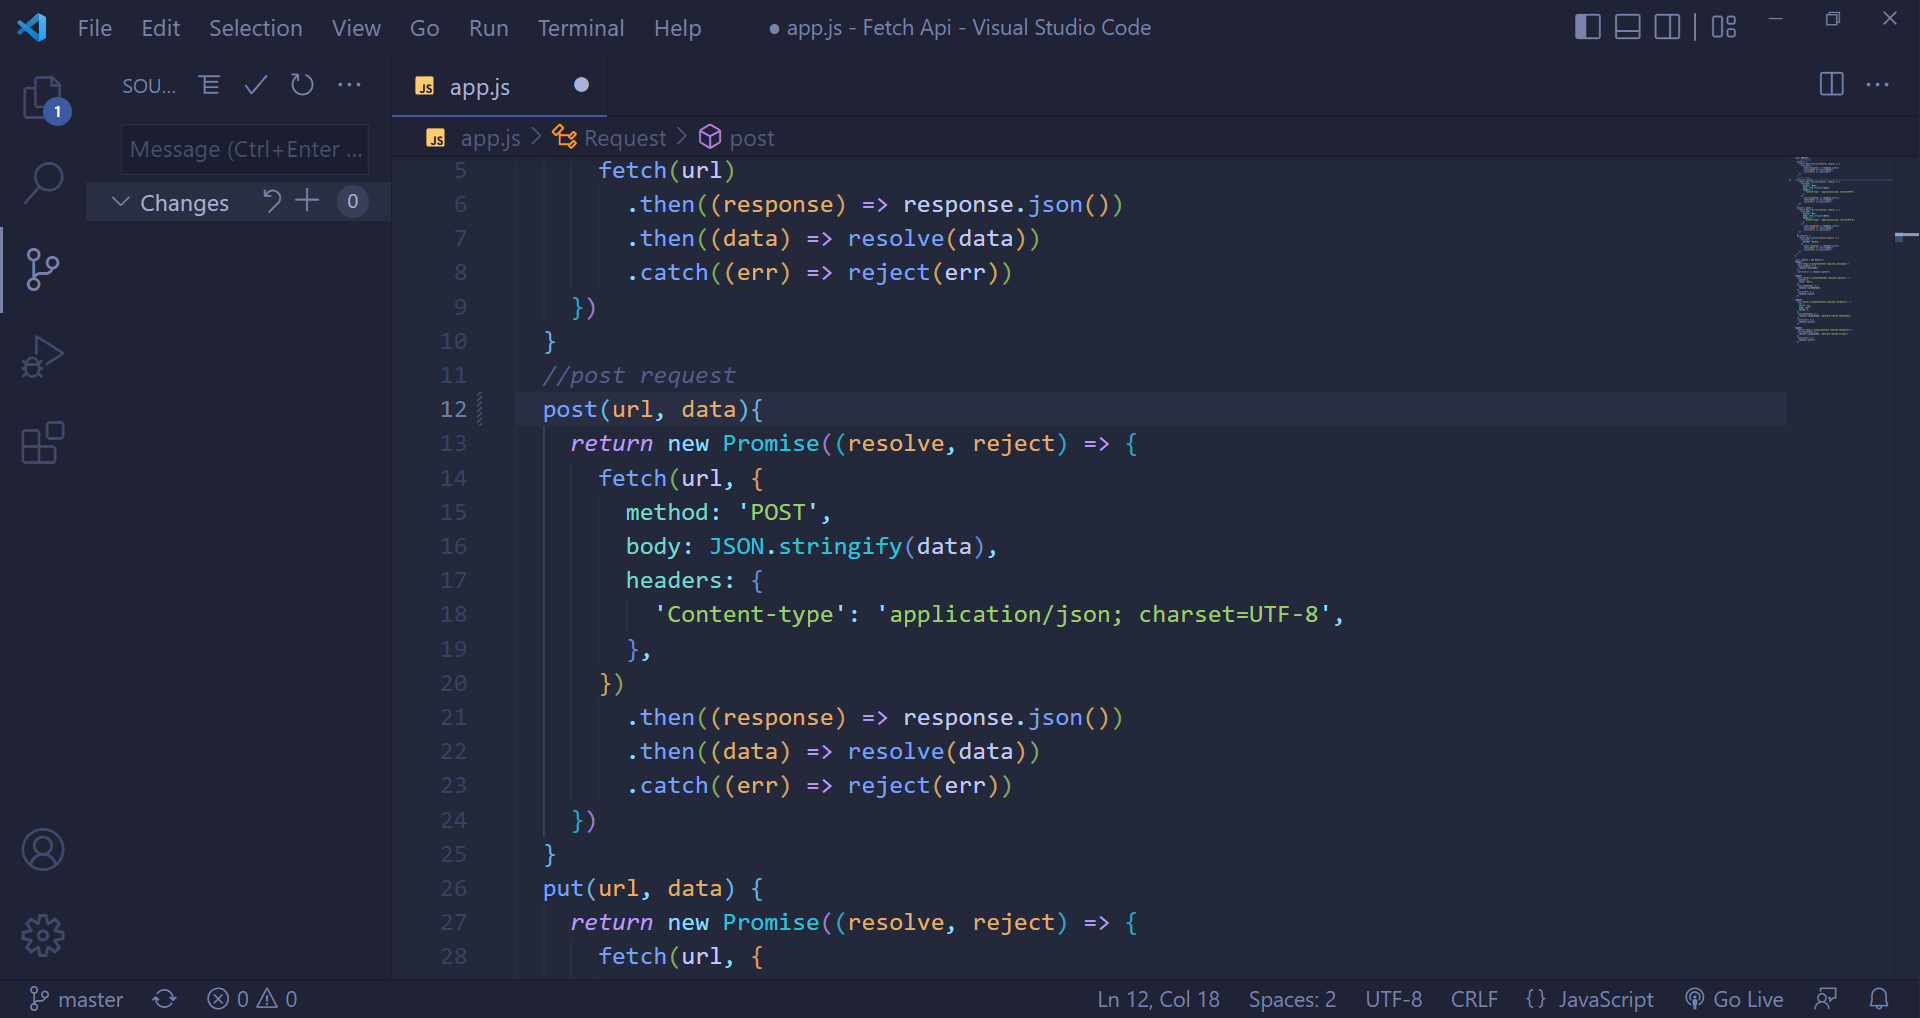 File Edit Selection View Go Run Terminal Help
● app.js - Fetch Api - Visual Studio Code
1
SOU...
Message (Ctrl+Enter ...
Changes 0
JS app.js
JS app.js > Request > post
5 fetch(url)
6 .then((response) => response.json())
7 .then((data) => resolve(data))
8 .catch((err) => reject(err))
9 })
10 }
11 //post request
12 post(url, data){
13 return new Promise((resolve, reject) => {
14 fetch(url, {
15 method: 'POST',
16 body: JSON.stringify(data),
17 headers: {
18 'Content-type': 'application/json; charset=UTF-8',
19 },
20 })
21 .then((response) => response.json())
22 .then((data) => resolve(data))
23 .catch((err) => reject(err))
24 })
25 }
26 put(url, data) {
27 return new Promise((resolve, reject) => {
28 fetch(url, {
master 0 0
Ln 12, Col 18 Spaces: 2 UTF-8 CRLF {} JavaScript Go Live